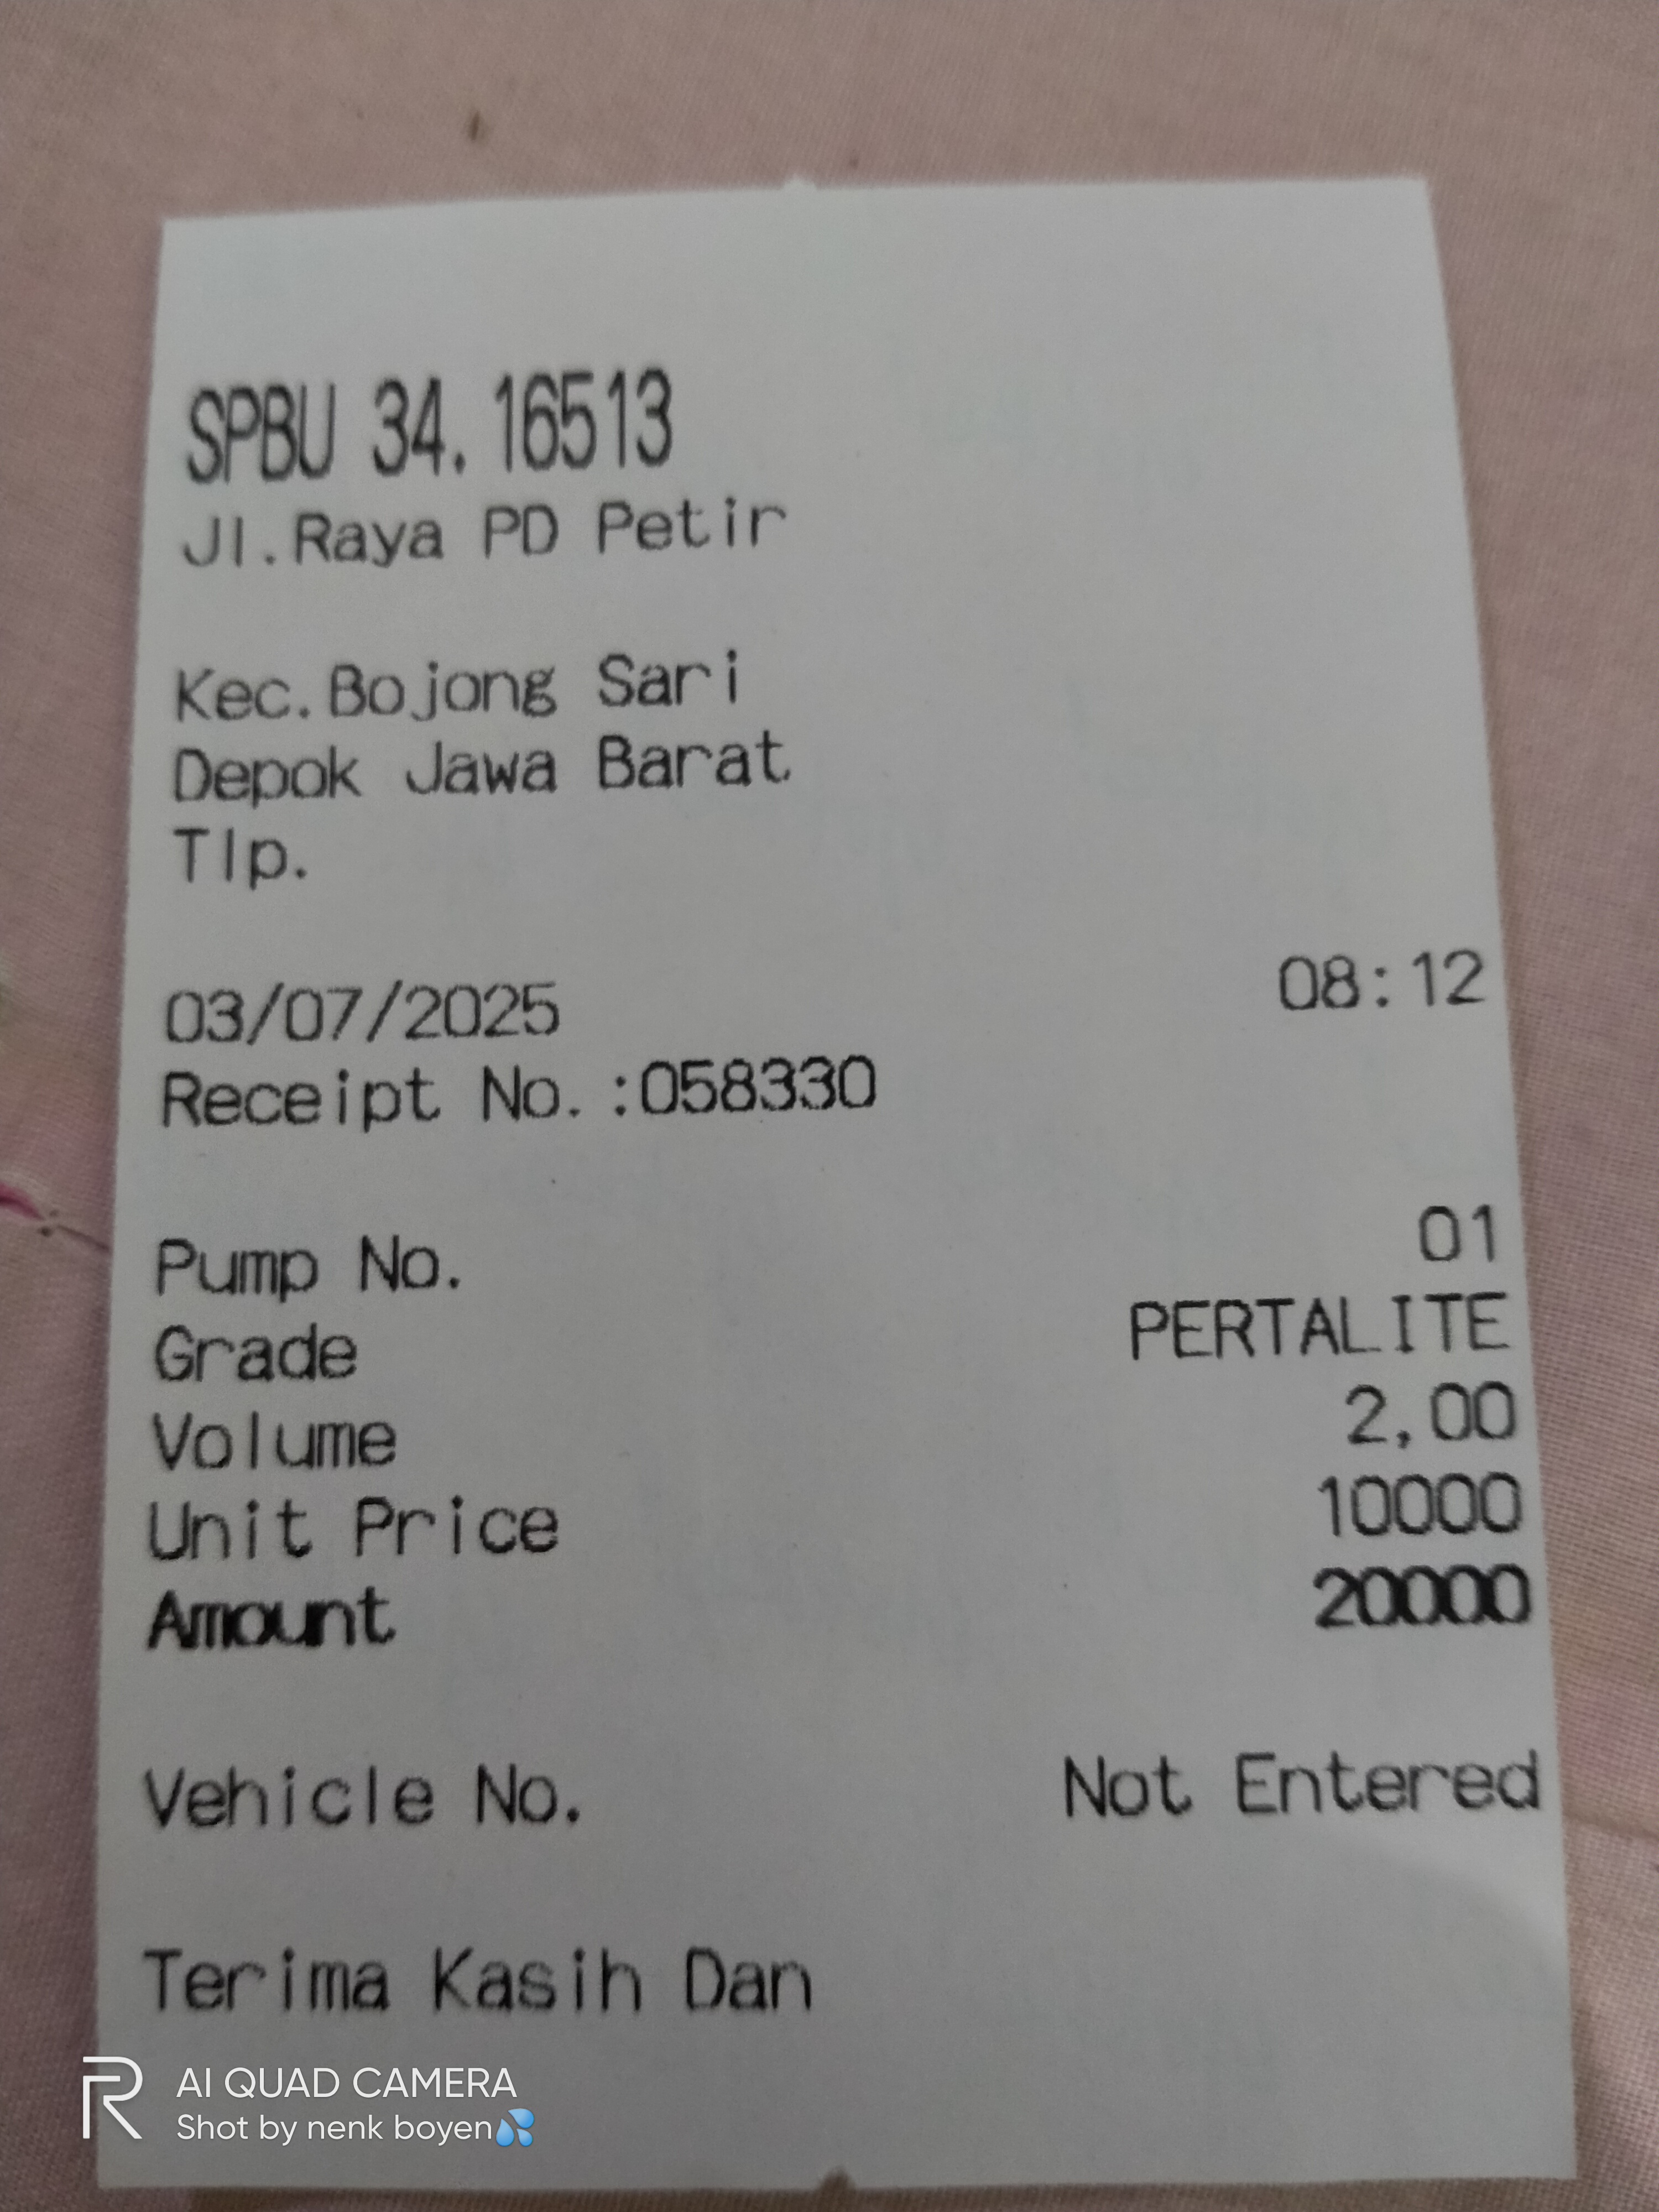 SPBU 34.16513
Jl.Raya PD Petir
Kec.Bojong Sari
Depok Jawa Barat
Tlp.
03/07/2025 08:12
Receipt No.:058330
Pump No. 01
Grade PERTALITE
Volume 2,00
Unit Price 10000
Amount 20000
Vehicle No. Not Entered
Terima Kasih Dan
AI QUAD CAMERA
Shot by nenk boyen💦